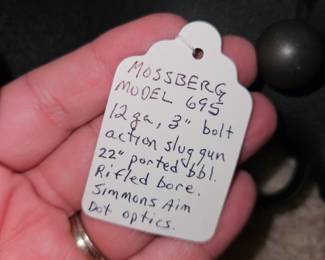 MOSSBERG
MODEL 695
12 ga, 3" bolt
action slug gun
22" ported bbl.
Rifled bore.
Simmons Aim
Dot optics.